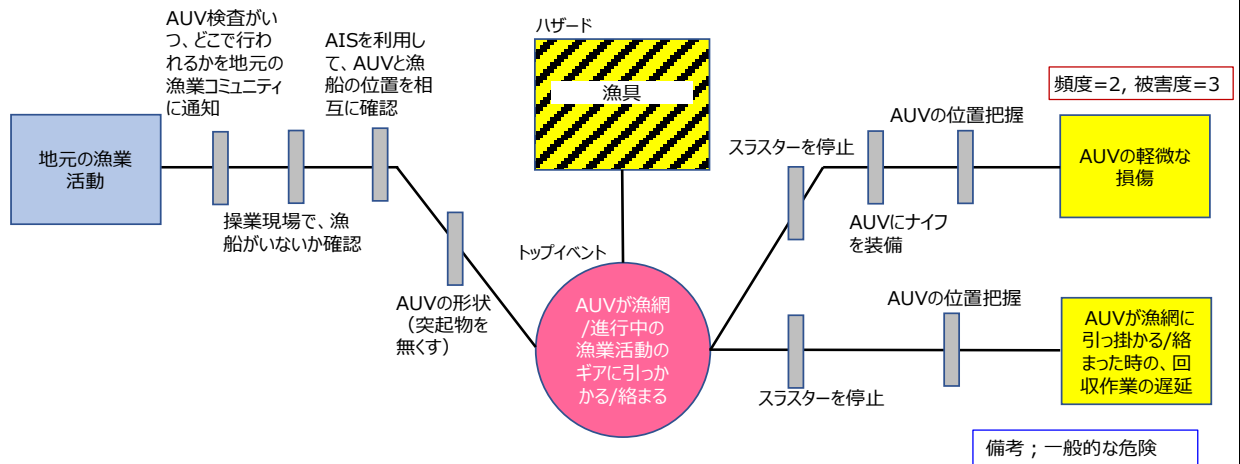 AUV検査がい
つ、どこで行わ
れるかを地元の
漁業コミュニティ
に通知
AISを利用し
て、AUVと漁
船の位置を相
互に確認
ハザード
漁具
頻度=2, 被害度=3
地元の漁業
活動
操業現場で、漁
船がいないか確認
AUVの形状
（突起物を
無くす）
トップイベント
AUVが漁網
/進行中の
漁業活動の
ギアに引っか
かる/絡まる
スラスターを停止
AUVの位置把握
AUVにナイフ
を装備
AUVの軽微な
損傷
スラスターを停止
AUVの位置把握
AUVが漁網に
引っ掛かる/絡
まった時の、回
収作業の遅延
備考；一般的な危険